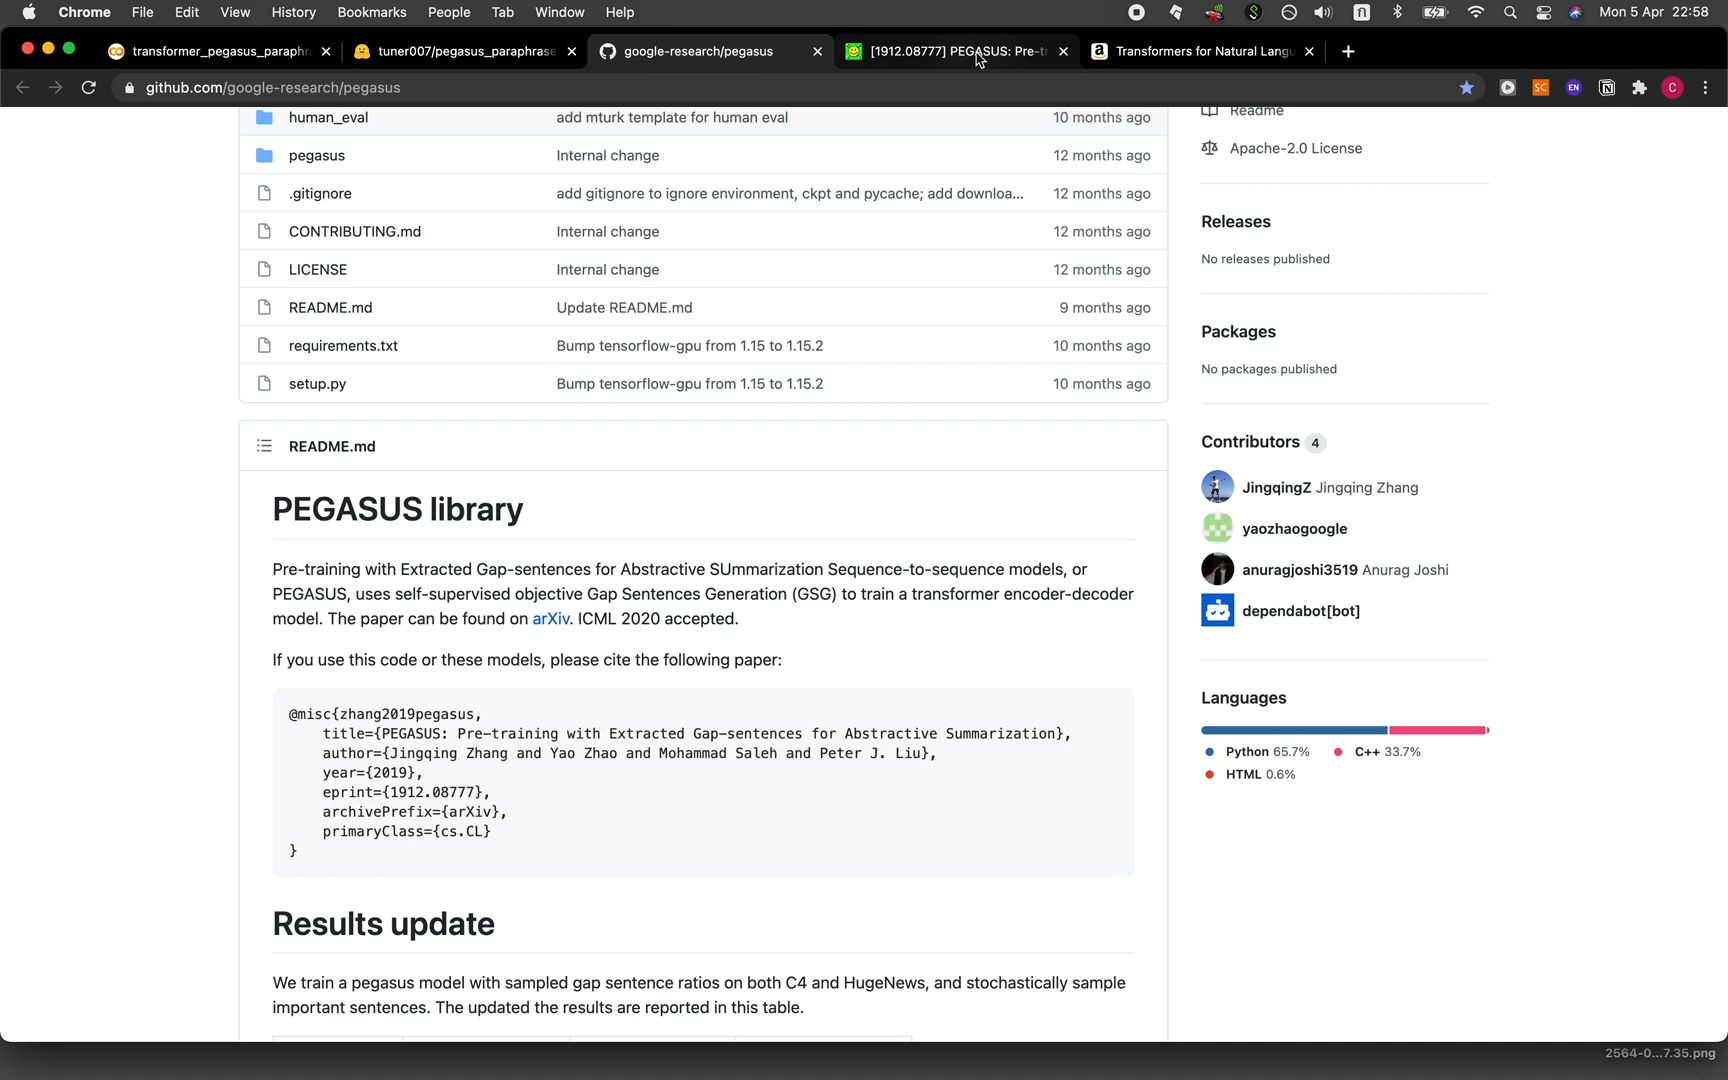 Chrome File Edit View History Bookmarks People Tab Window Help
Mon 5 Apr 22:58
transformer_pegasus_paraphr
tuner007/pegasus_paraphrase
google-research/pegasus
[1912.08777] PEGASUS: Pre-tr
Transformers for Natural Langu
github.com/google-research/pegasus
SC
EN
C
human_eval add mturk template for human eval 10 months ago
pegasus Internal change 12 months ago
.gitignore add gitignore to ignore environment, ckpt and pycache; add downloa... 12 months ago
CONTRIBUTING.md Internal change 12 months ago
LICENSE Internal change 12 months ago
README.md Update README.md 9 months ago
requirements.txt Bump tensorflow-gpu from 1.15 to 1.15.2 10 months ago
setup.py Bump tensorflow-gpu from 1.15 to 1.15.2 10 months ago
README.md
PEGASUS library
Pre-training with Extracted Gap-sentences for Abstractive SUmmarization Sequence-to-sequence models, or
PEGASUS, uses self-supervised objective Gap Sentences Generation (GSG) to train a transformer encoder-decoder
model. The paper can be found on arXiv. ICML 2020 accepted.
If you use this code or these models, please cite the following paper:
@misc{zhang2019pegasus,
title={PEGASUS: Pre-training with Extracted Gap-sentences for Abstractive Summarization},
author={Jingqing Zhang and Yao Zhao and Mohammad Saleh and Peter J. Liu},
year={2019},
eprint={1912.08777},
archivePrefix={arXiv},
primaryClass={cs.CL}
}
Results update
We train a pegasus model with sampled gap sentence ratios on both C4 and HugeNews, and stochastically sample
important sentences. The updated the results are reported in this table.
Readme
Apache-2.0 License
Releases
No releases published
Packages
No packages published
Contributors 4
JingqingZ Jingqing Zhang
yaozhaogoogle
anuragjoshi3519 Anurag Joshi
dependabot[bot]
Languages
Python 65.7% C++ 33.7%
HTML 0.6%
2564-0...7.35.png